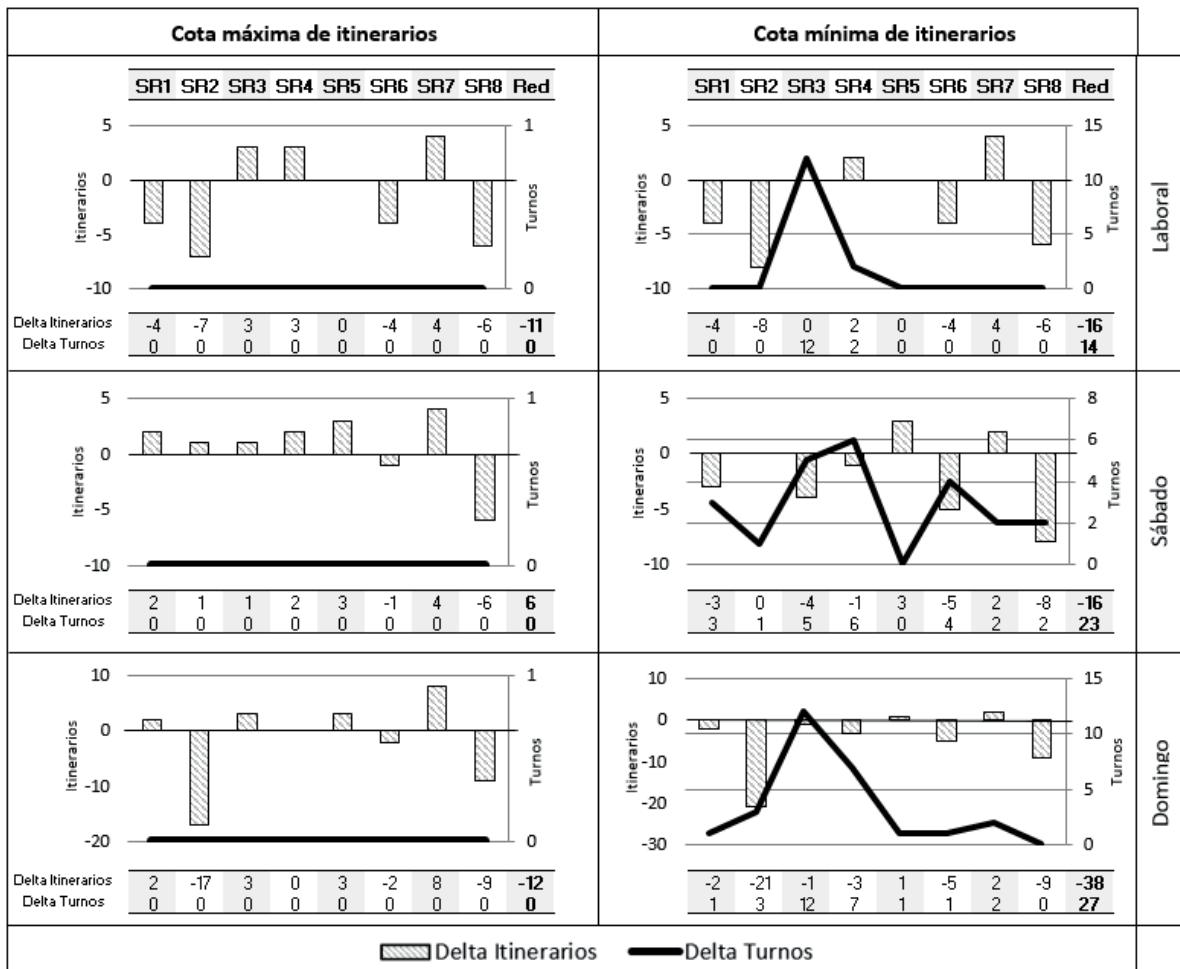 Cota máxima de itinerarios Cota mínima de itinerarios
SR1 SR2 SR3 SR4 SR5 SR6 SR7 SR8 Red
5 0 -5 -10
Itinerarios
1 0
Turnos
Delta Itinerarios -4 -7 3 3 0 -4 4 -6 -11
Delta Turnos 0 0 0 0 0 0 0 0 0
SR1 SR2 SR3 SR4 SR5 SR6 SR7 SR8 Red
5 0 -5 -10
Itinerarios
15 10 5 0
Turnos
-4 -8 0 2 0 -4 4 -6 -16
0 0 12 2 0 0 0 0 14
Laboral
5 0 -5 -10
Itinerarios
1 0
Turnos
Delta Itinerarios 2 1 1 2 3 -1 4 -6 6
Delta Turnos 0 0 0 0 0 0 0 0 0
5 0 -5 -10
Itinerarios
8 6 4 2 0
Turnos
-3 0 -4 -1 3 -5 2 -8 -16
3 1 5 6 0 4 2 2 23
Sábado
10 0 -10 -20
Itinerarios
1 0
Turnos
Delta Itinerarios 2 -17 3 0 3 -2 8 -9 -12
Delta Turnos 0 0 0 0 0 0 0 0 0
10 0 -10 -20 -30
Itinerarios
15 10 5 0
Turnos
-2 -21 -1 -3 1 -5 2 -9 -38
1 3 12 7 1 1 2 0 27
Domingo
Delta Itinerarios Delta Turnos